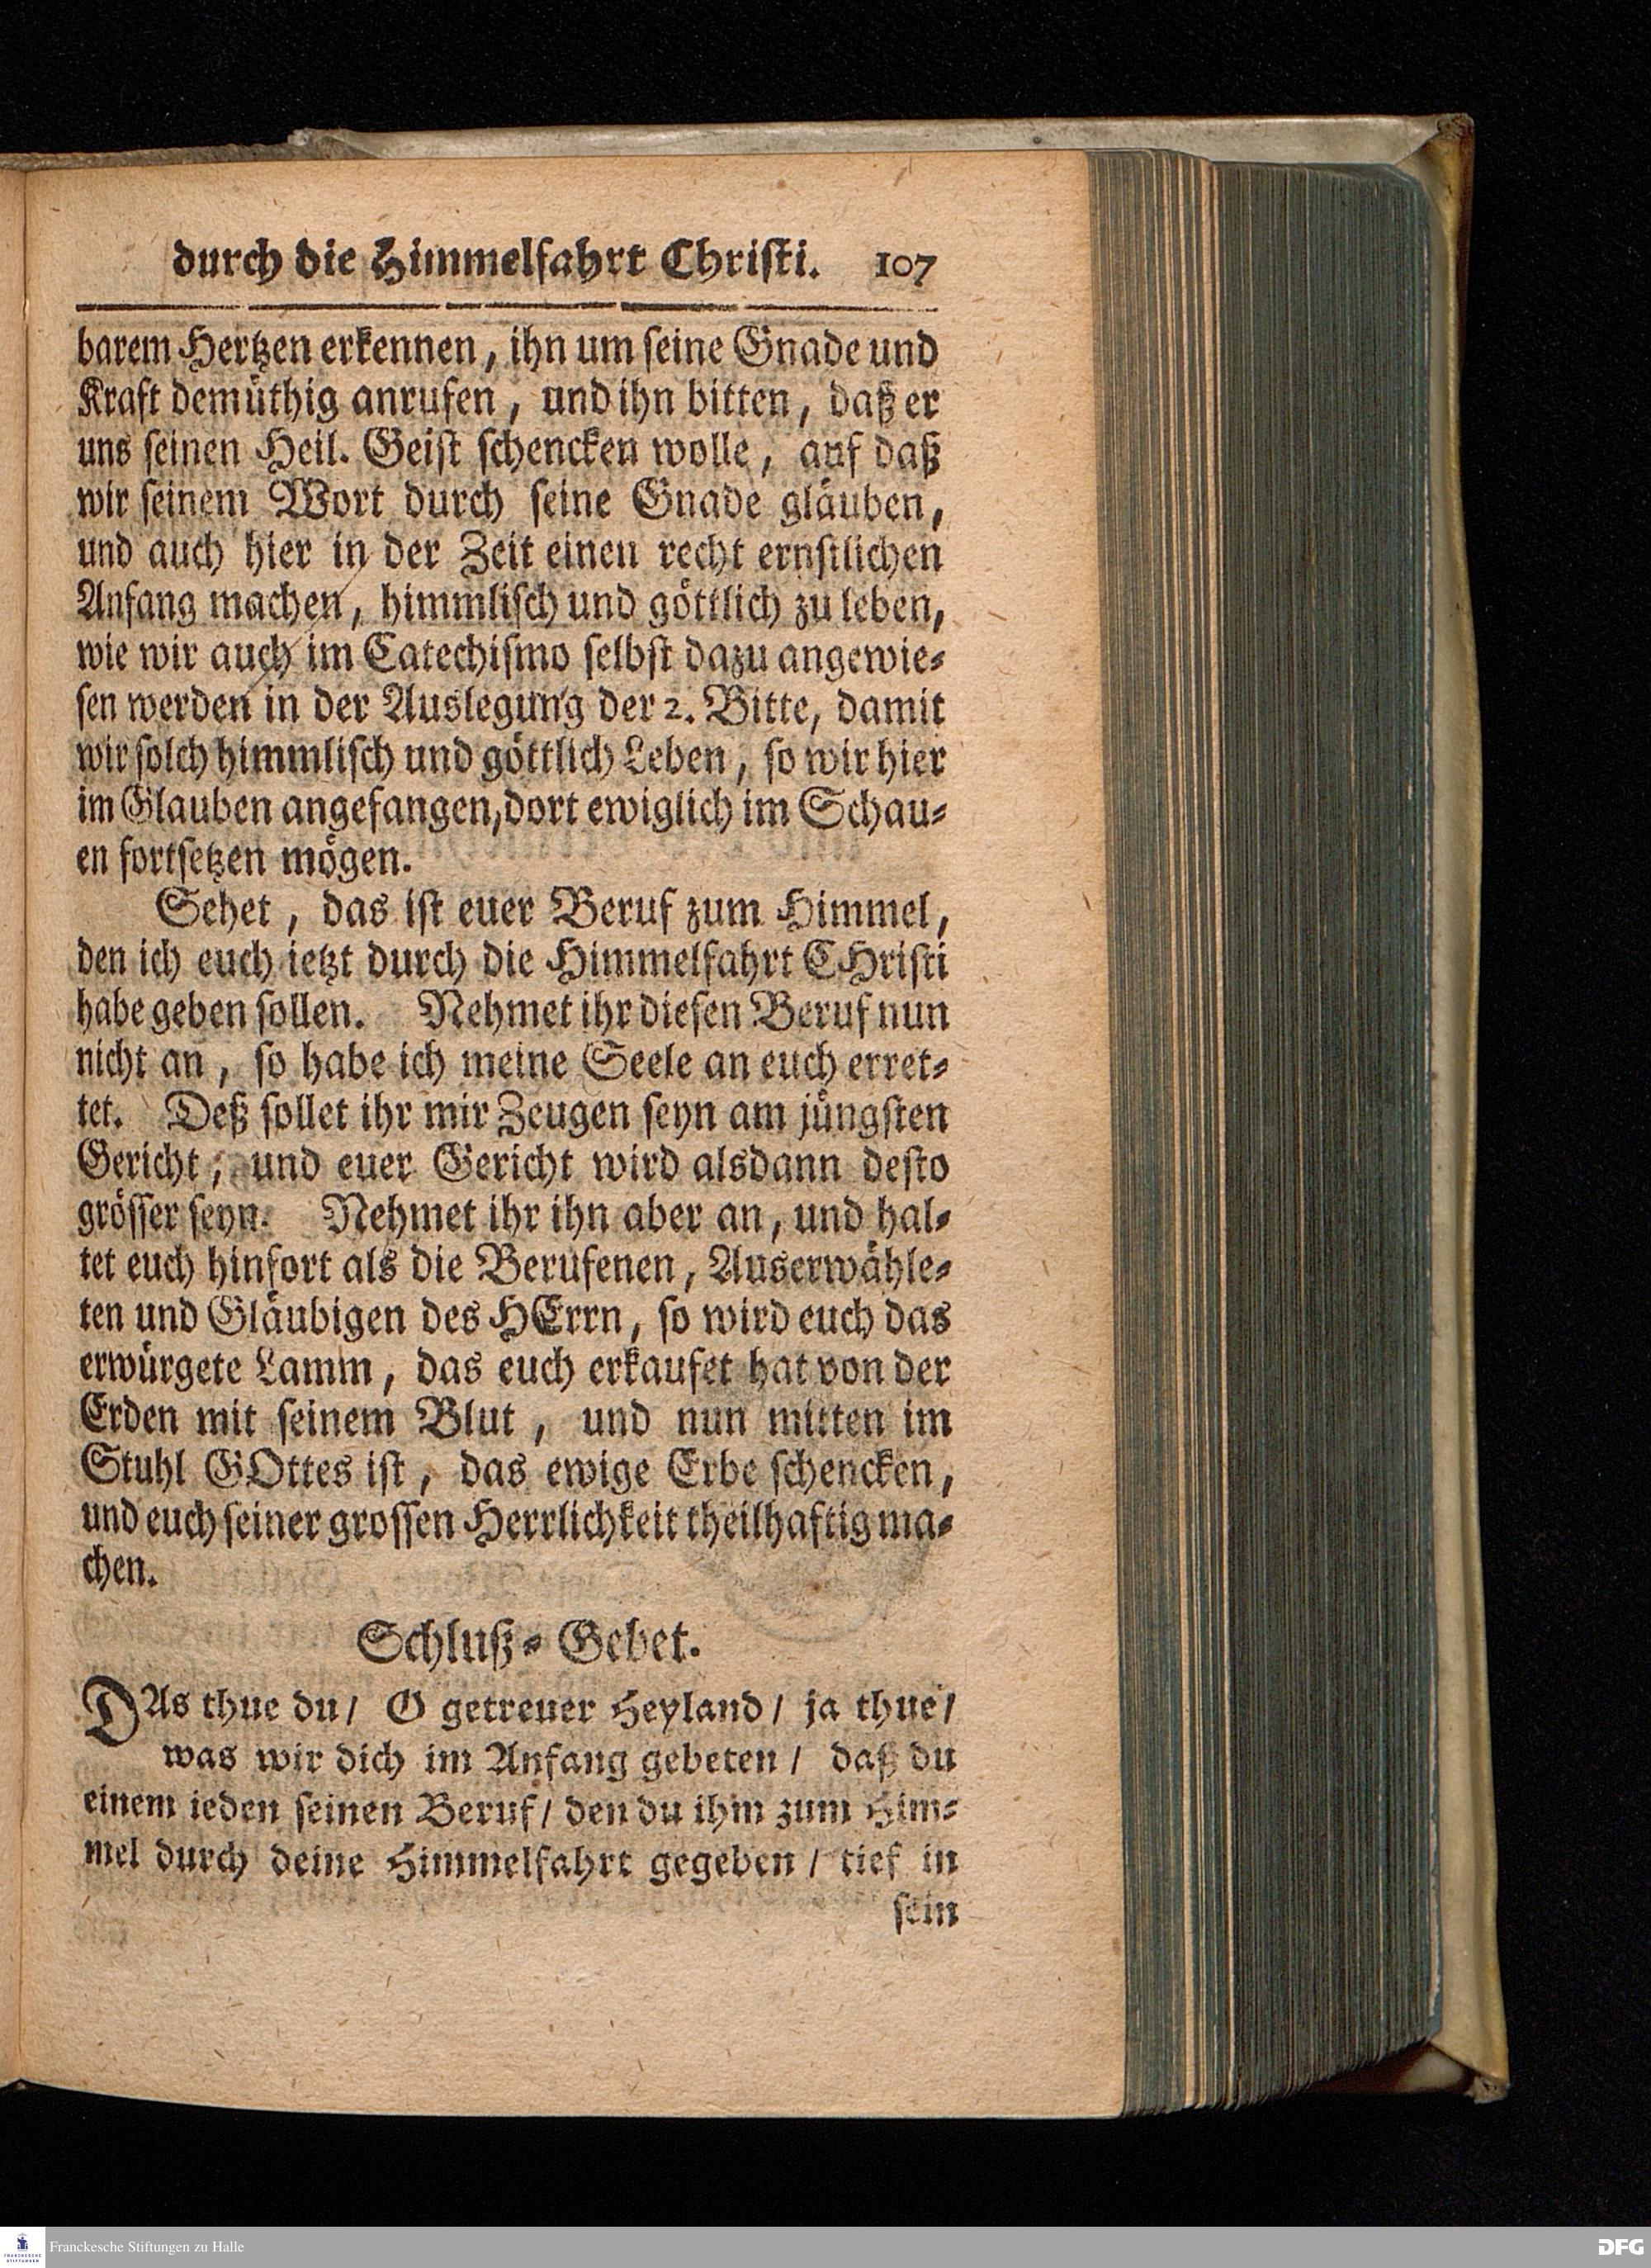 durch die Himmelfahrt Christi. 107
barem Hertzen erkennen, ihn um seine Gnade und
Kraft demüthig anrufen, und ihn bitten, daß er
uns seinen Heil. Geist schencken wolle, auf daß
wir seinem Wort durch seine Gnade gläuben,
und auch hier in der Zeit einen recht ernstlichen
Anfang machen, himmlisch und göttlich zu leben,
wie wir auch im Catechismo selbst dazu angewie-
sen werden in der Auslegung der 2. Bitte, damit
wir solch himmlisch und göttlich Leben, so wir hier
im Glauben angefangen, dort ewiglich im Schau-
en fortsetzen mögen.
Sehet, das ist euer Beruf zum Himmel,
den ich euch ietzt durch die Himmelfahrt CHristi
habe geben sollen. Nehmet ihr diesen Beruf nun
nicht an, so habe ich meine Seele an euch erret-
tet. Deß sollet ihr mir Zeugen seyn am jüngsten
Gericht, und euer Gericht wird alsdann desto
grösser seyn. Nehmet ihr ihn aber an, und hal-
tet euch hinfort als die Berufenen, Auserwähle-
ten und Gläubigen des HErrn, so wird euch das
erwürgete Lamm, das euch erkaufet hat von der
Erden mit seinem Blut, und nun mitten im
Stuhl GOttes ist, das ewige Erbe schencken,
und euch seiner grossen Herrlichkeit theilhaftig ma-
chen.
Schluß-Gebet.
DAs thue du/ O getreuer Heyland/ ja thue/
was wir dich im Anfang gebeten/ daß du
einem ieden seinen Beruf/ den du ihm zum Him-
mel durch deine Himmelfahrt gegeben/ tief in
sein
Franckesche Stiftungen zu Halle
FRANCKESCHE
STIFTUNGEN
DFG